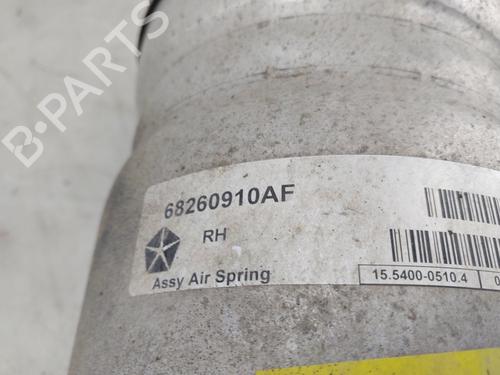 B-PARTS
68260910AF
RH
Assy Air Spring
15.5400-0510.4